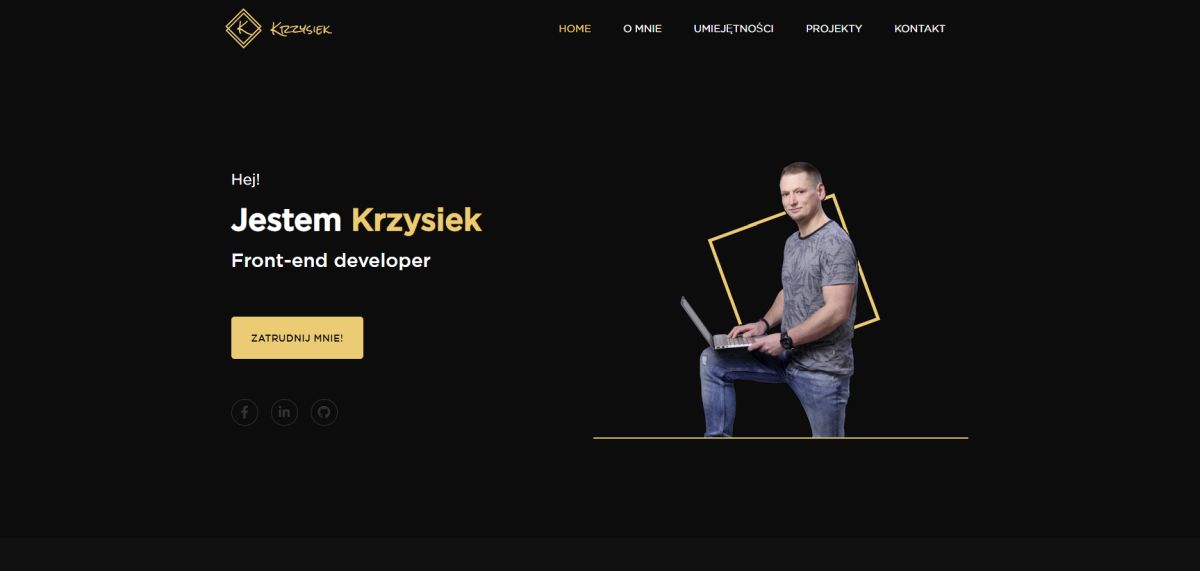 K Krzysiek
HOME O MNIE UMIEJĘTNOŚCI PROJEKTY KONTAKT
Hej!
Jestem Krzysiek
Front-end developer
ZATRUDNIJ MNIE!